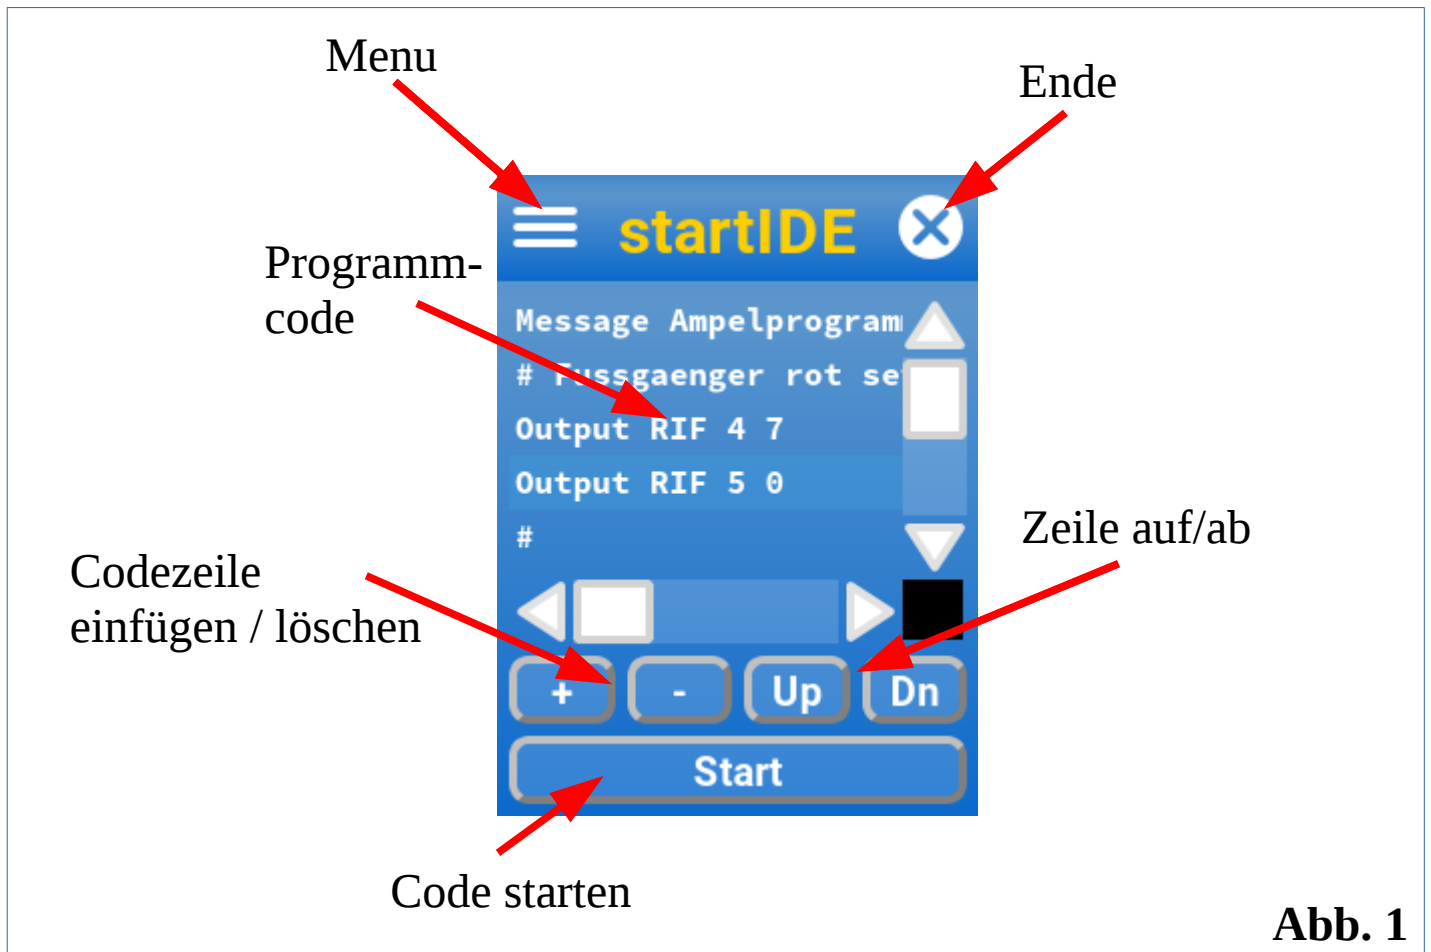 Menu
Ende
startIDE
Programm-
code
Message Ampelprogram
# Fussgaenger rot se
Output RIF 4 7
Output RIF 5 0
#
Zeile auf/ab
Codezeile
einfügen / löschen
+ - Up Dn
Start
Code starten
Abb. 1